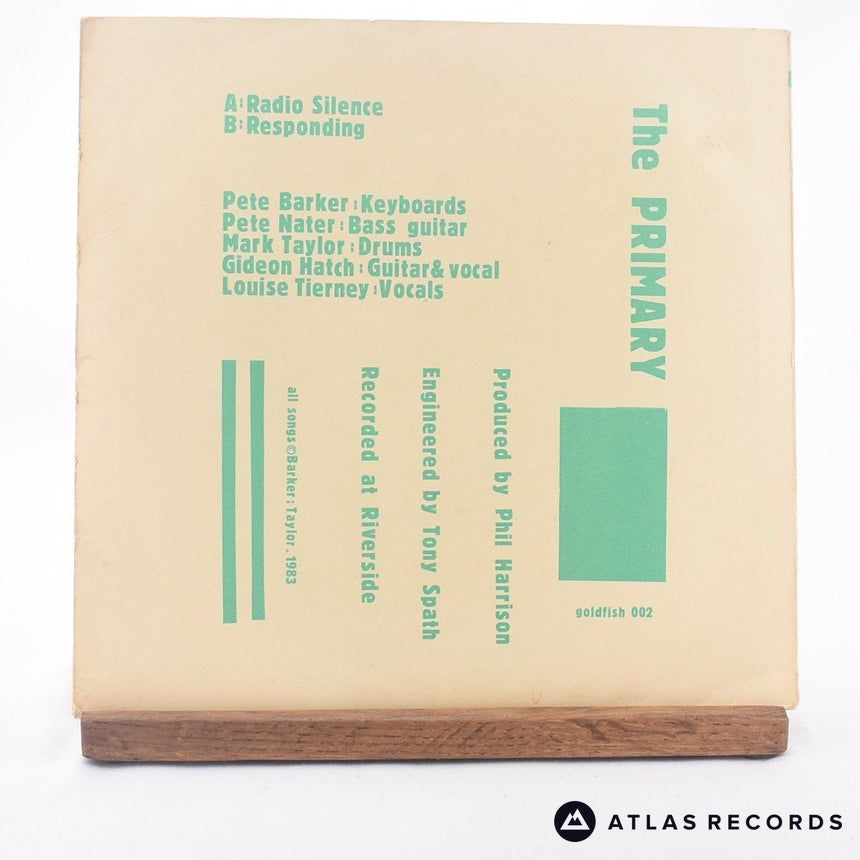 A:Radio Silence
B:Responding
The PRIMARY
Pete Barker:Keyboards
Pete Nater:Bass guitar
Mark Taylor:Drums
Gideon Hatch:Guitar& vocal
Louise Tierney:Vocals
all songs©Barker:Taylor. 1983
Recorded at Riverside
Engineered by Tony Spath
Produced by Phil Harrison
goldfish 002
ATLAS RECORDS